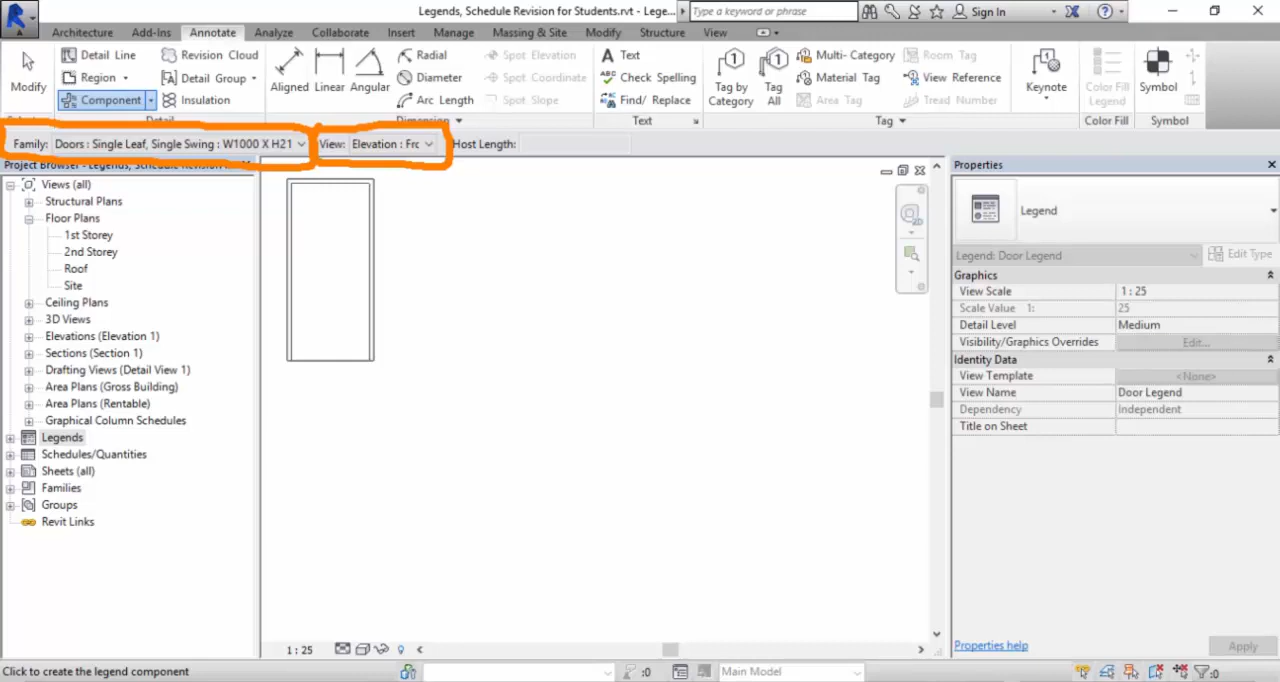 Legends, Schedule Revision for Students.rvt - Lege...
Type a keyword or phrase
Sign In
Architecture Add-Ins Annotate Analyze Collaborate Insert Manage Massing & Site Modify Structure View
Modify
Detail Line
Region
Component
Revision Cloud
Detail Group
Insulation
Detail
Aligned Linear Angular
Radial
Diameter
Arc Length
Spot Elevation
Spot Coordinate
Spot Slope
Text
Check Spelling
Find/ Replace
Text
Tag by Category
Tag All
Multi- Category
Material Tag
Area Tag
Room Tag
View Reference
Tread Number
Tag
Keynote
Color Fill Legend
Color Fill
Symbol
Symbol
Family: Doors : Single Leaf, Single Swing : W1000 X H21 View: Elevation : Frc Host Length:
Project Browser - Legends, Schedule Revision for Students.rvt
Views (all)
Structural Plans
Floor Plans
1st Storey
2nd Storey
Roof
Site
Ceiling Plans
3D Views
Elevations (Elevation 1)
Sections (Section 1)
Drafting Views (Detail View 1)
Area Plans (Gross Building)
Area Plans (Rentable)
Graphical Column Schedules
Legends
Schedules/Quantities
Sheets (all)
Families
Groups
Revit Links
2D
Properties
Legend
Legend: Door Legend Edit Type
Graphics
View Scale 1 : 25
Scale Value 1: 25
Detail Level Medium
Visibility/Graphics Overrides Edit...
Identity Data
View Template <None>
View Name Door Legend
Dependency Independent
Title on Sheet
Properties help Apply
1 : 25
Click to create the legend component :0 Main Model :0